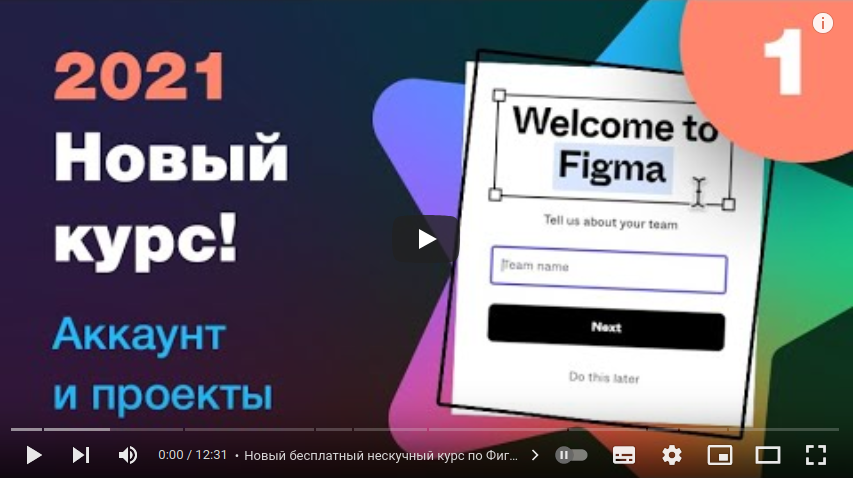 2021
Новый
курс!
Аккаунт
и проекты
1
Welcome to
Figma
Tell us about your team
Team name
Next
Do this later
0:00 / 12:31 • Новый бесплатный нескучный курс по Фиг...